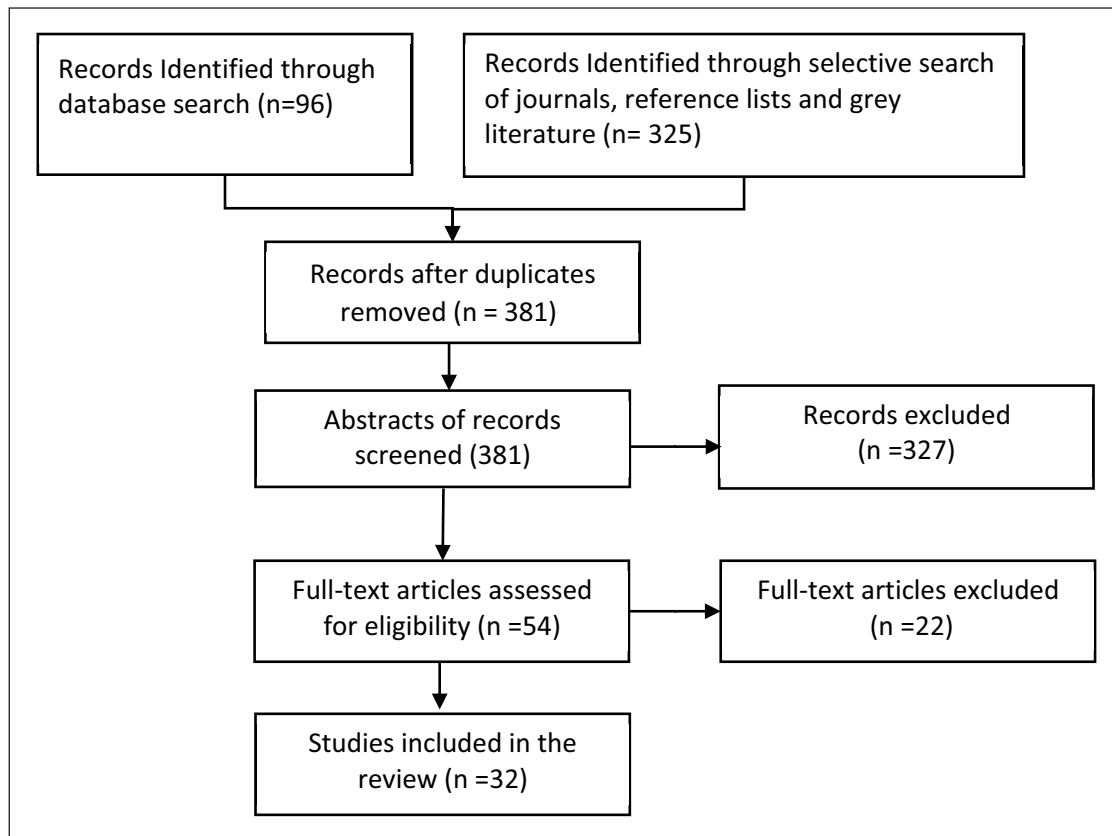 Records Identified through
database search (n=96)
Records Identified through selective search
of journals, reference lists and grey
literature (n= 325)
Records after duplicates
removed (n = 381)
Abstracts of records
screened (381)
Records excluded
(n =327)
Full-text articles assessed
for eligibility (n =54)
Full-text articles excluded
(n =22)
Studies included in the
review (n =32)